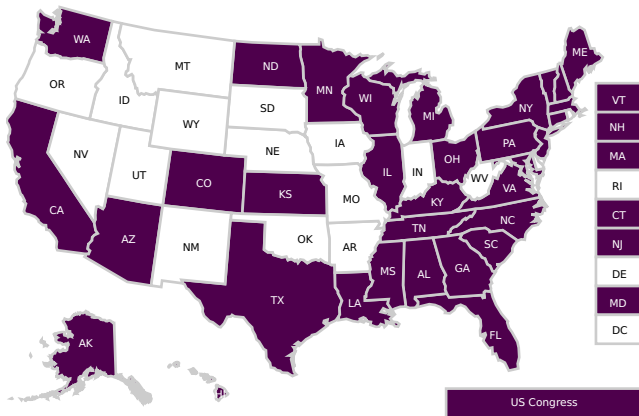 WA
ME
MT
ND
MN
OR
ID
WI
NY
VT
SD
MI
WY
NH
IA
PA
NE
MA
NV
OH
IL
IN
UT
WV
RI
CO
VA
KS
MO
KY
CT
CA
NC
TN
AZ
OK
NJ
NM
AR
SC
DE
MS
AL
GA
TX
LA
MD
DC
FL
AK
HI
US Congress